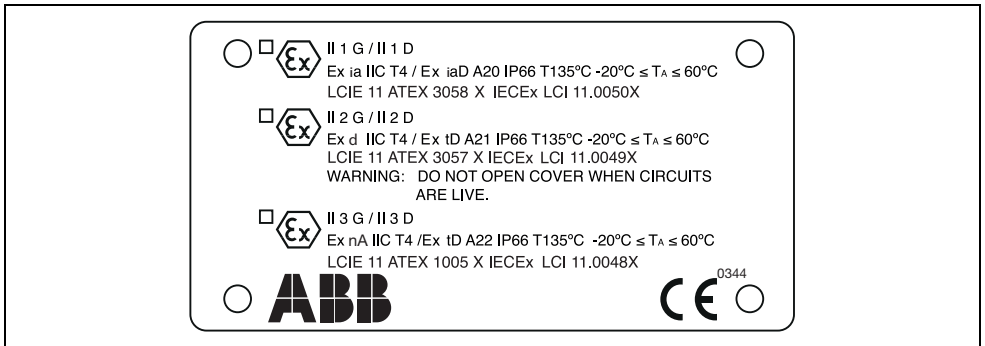 II 1 G / II 1 D
Ex ia IIC T4 / Ex iaD A20 IP66 T135°C -20°C ≤ TA ≤ 60°C
LCIE 11 ATEX 3058 X IECEx LCI 11.0050X
II 2 G / II 2 D
Ex d IIC T4 / Ex tD A21 IP66 T135°C -20°C ≤ TA ≤ 60°C
LCIE 11 ATEX 3057 X IECEx LCI 11.0049X
WARNING: DO NOT OPEN COVER WHEN CIRCUITS
ARE LIVE.
II 3 G / II 3 D
Ex nA IIC T4 /Ex tD A22 IP66 T135°C -20°C ≤ TA ≤ 60°C
LCIE 11 ATEX 1005 X IECEx LCI 11.0048X
ABB CE 0344